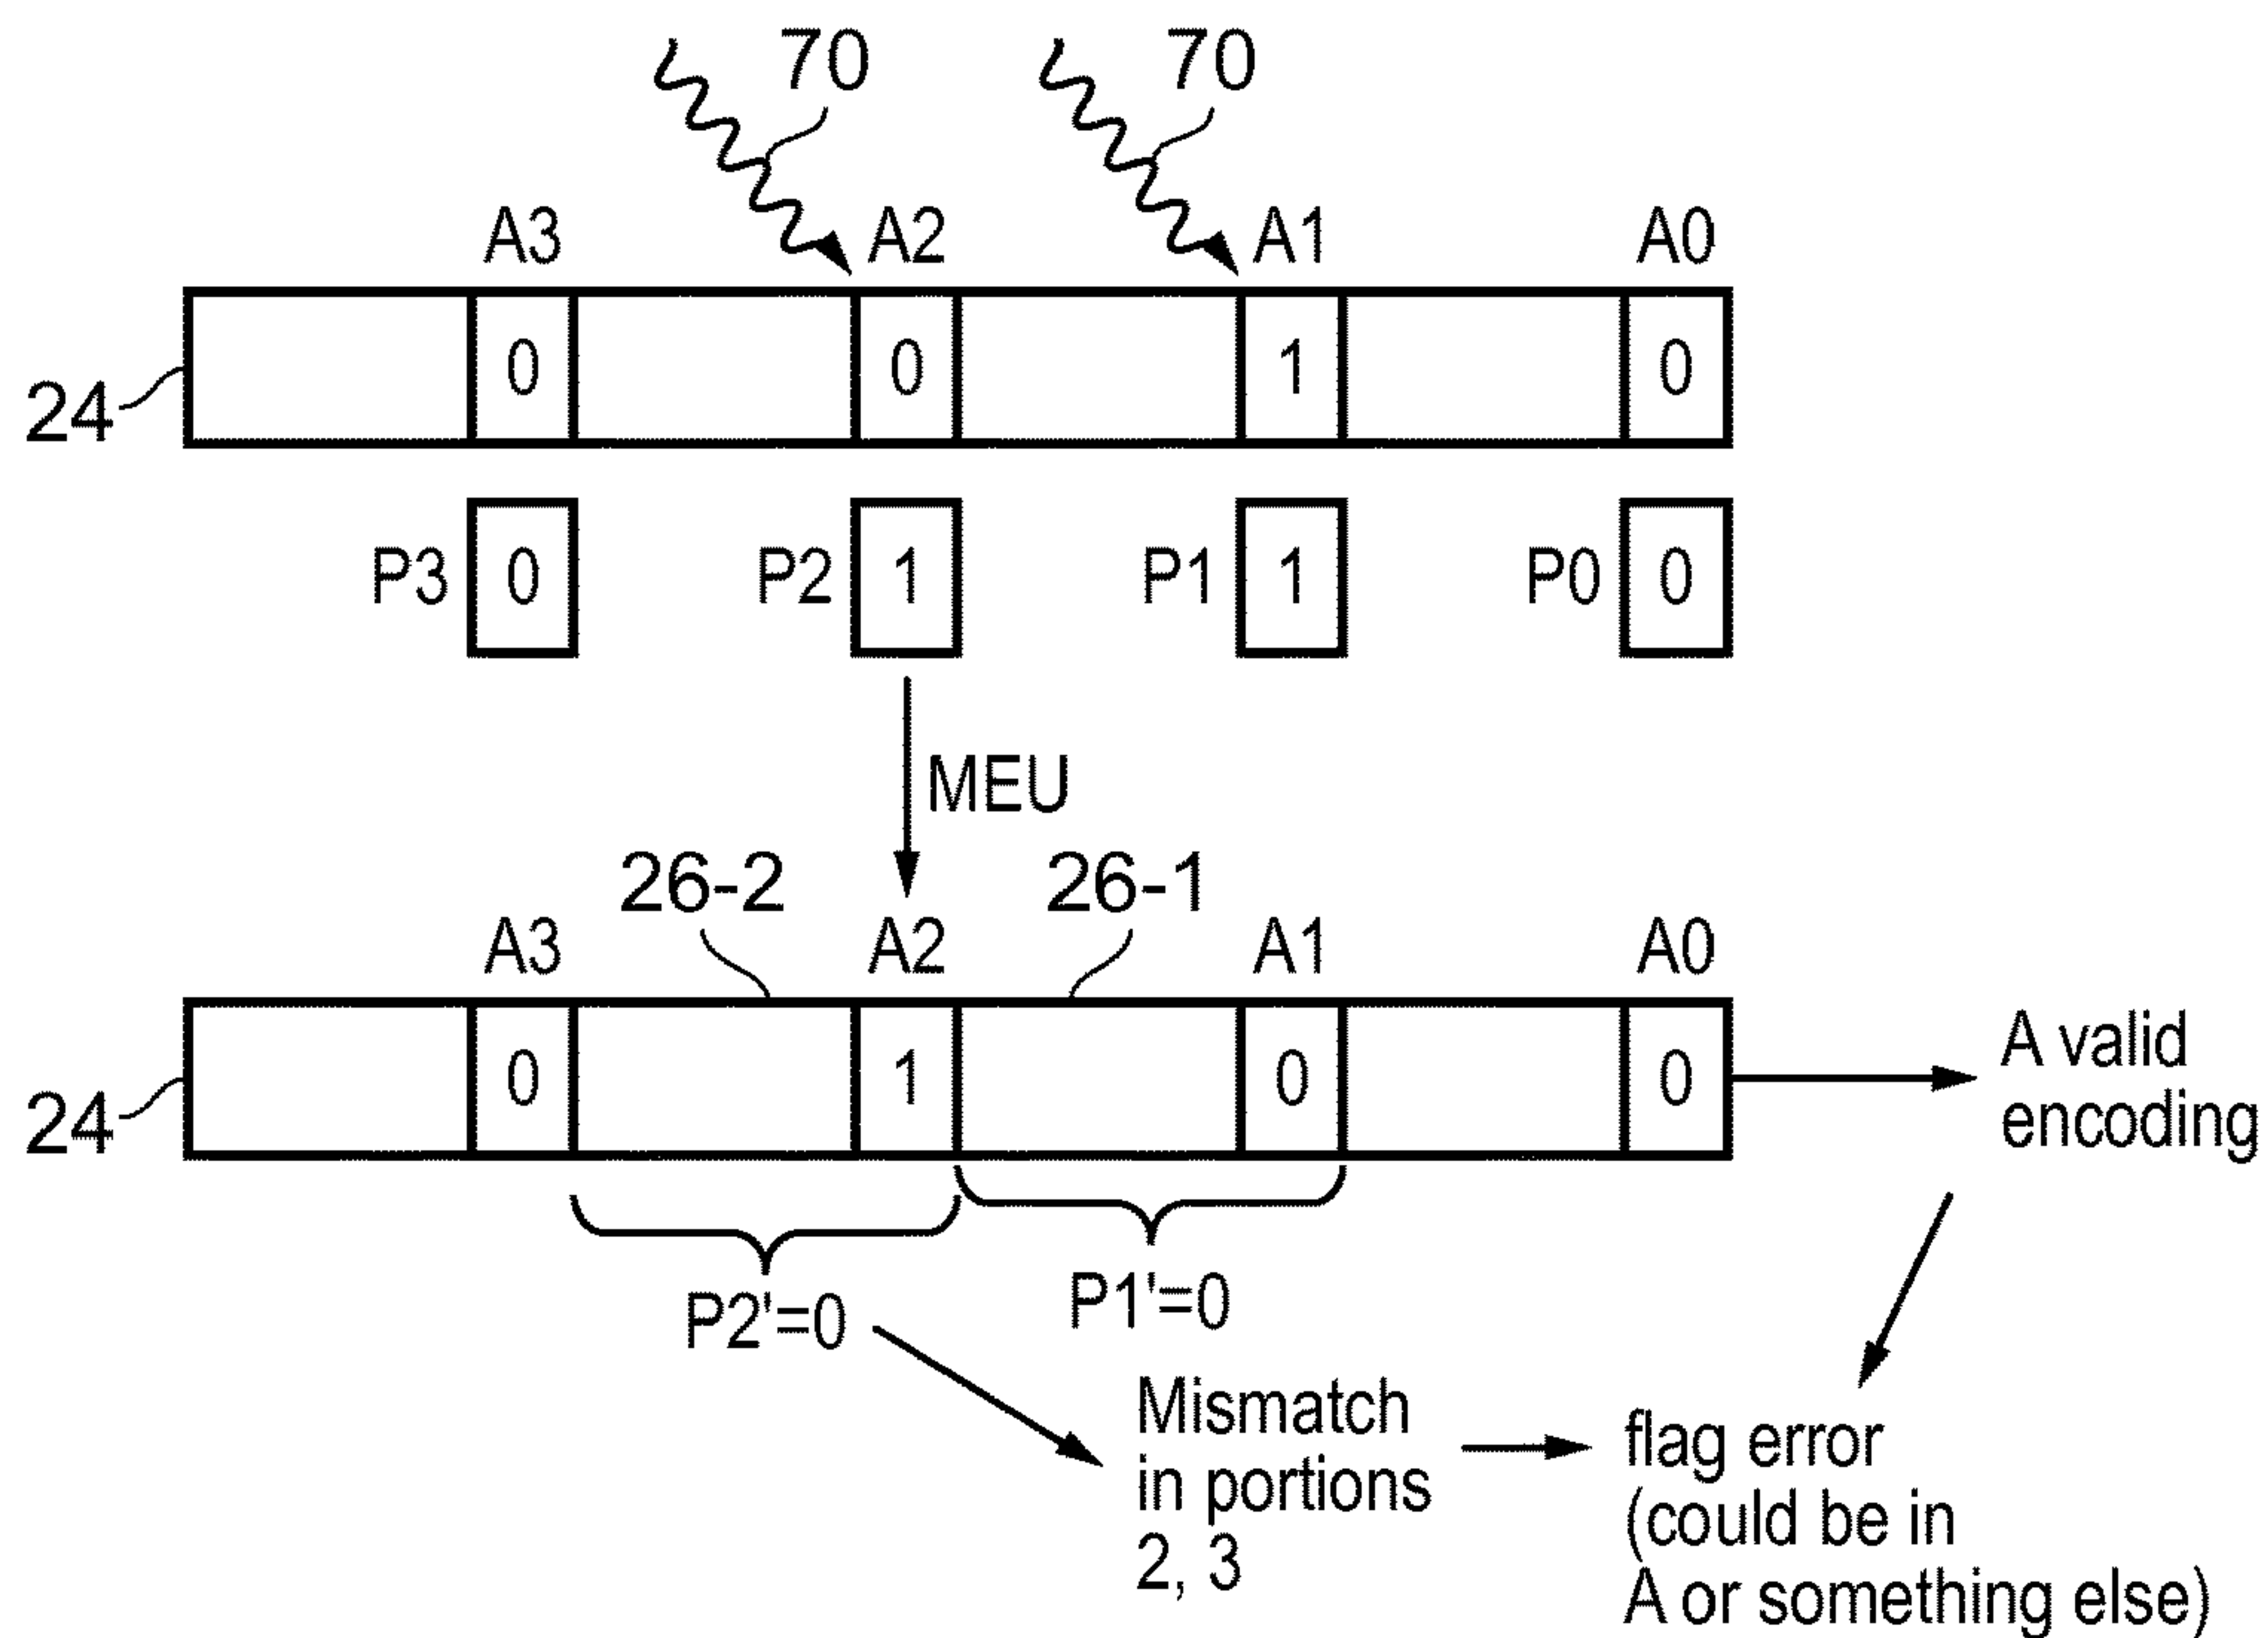 70 70
A3 A2 A1 A0
24 0 0 1 0
P3 0 P2 1 P1 1 P0 0
MEU
26-2 26-1
A3 A2 A1 A0
24 0 1 0 0
A valid
encoding
P2'=0 P1'=0
Mismatch
in portions
2, 3
flag error
(could be in
A or something else)